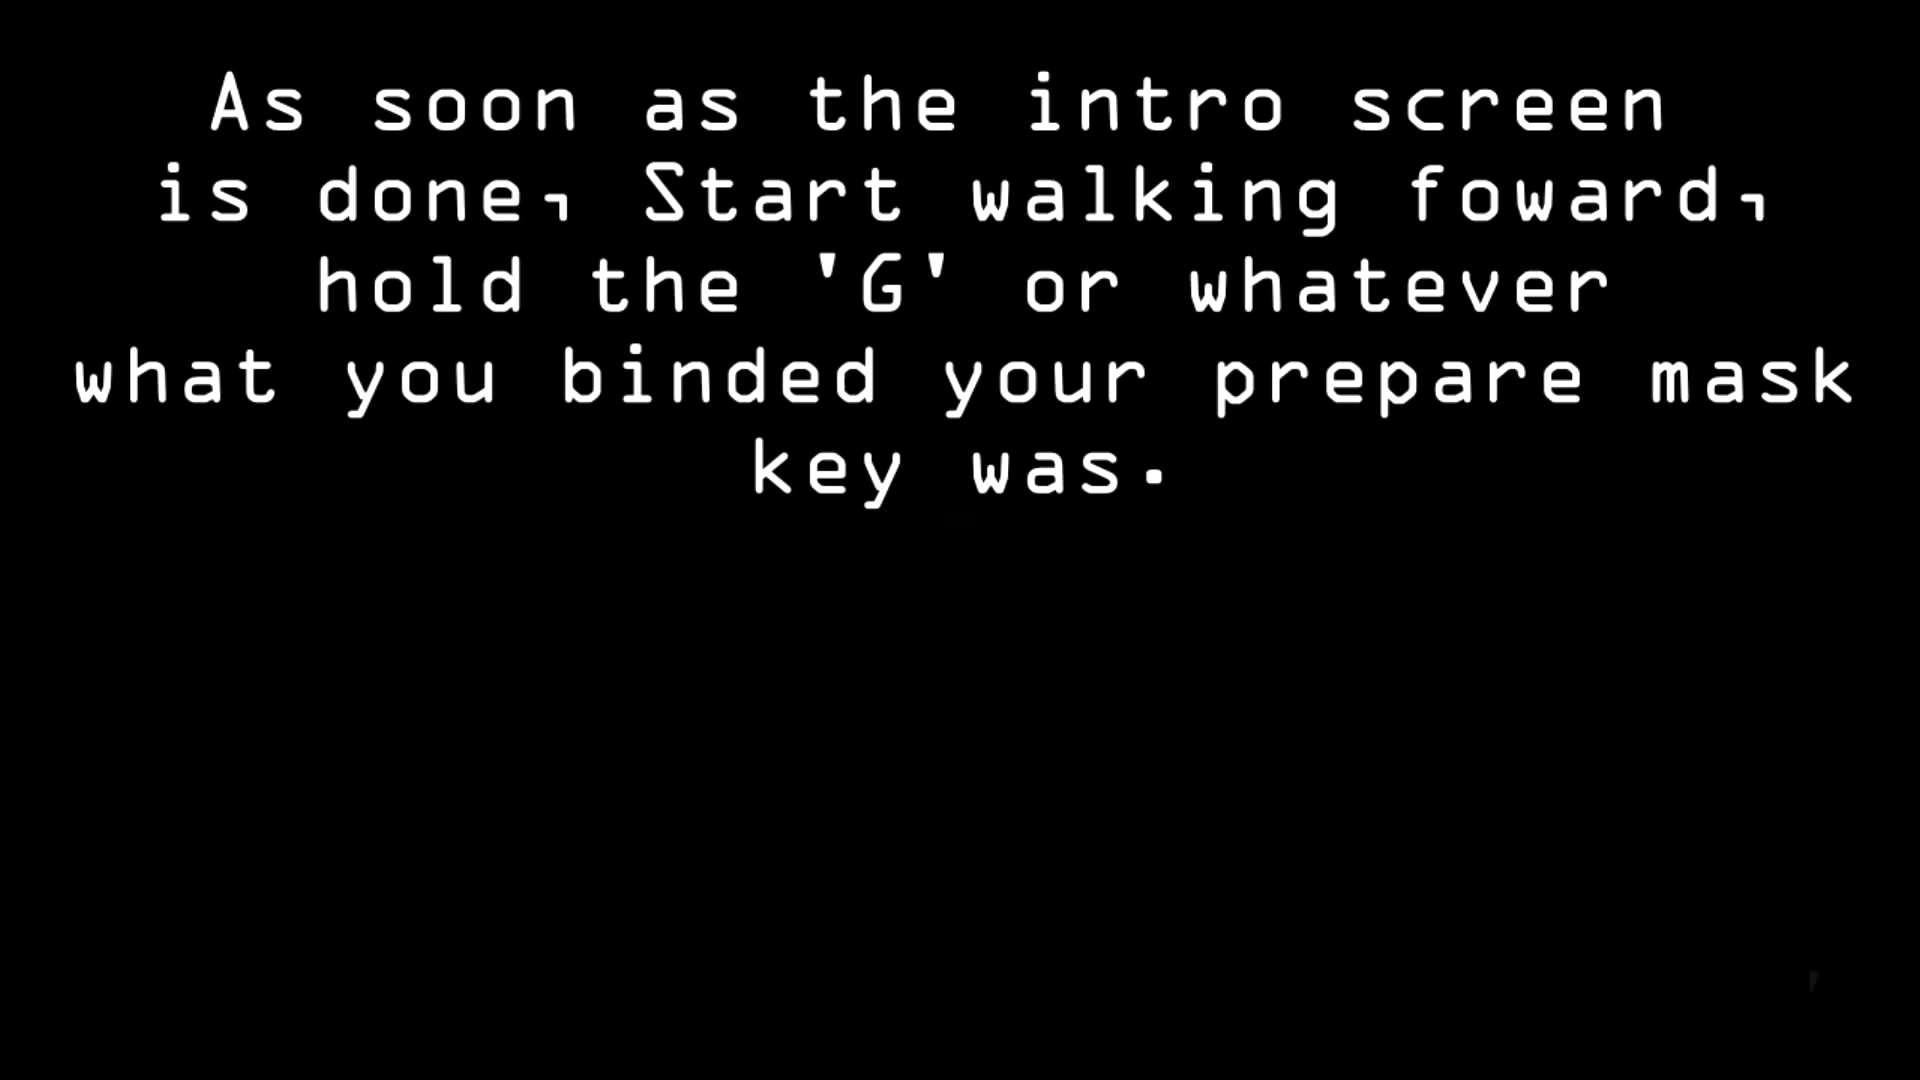 As soon as the intro screen
is done, Start walking foward,
hold the 'G' or whatever
what you binded your prepare mask
key was.